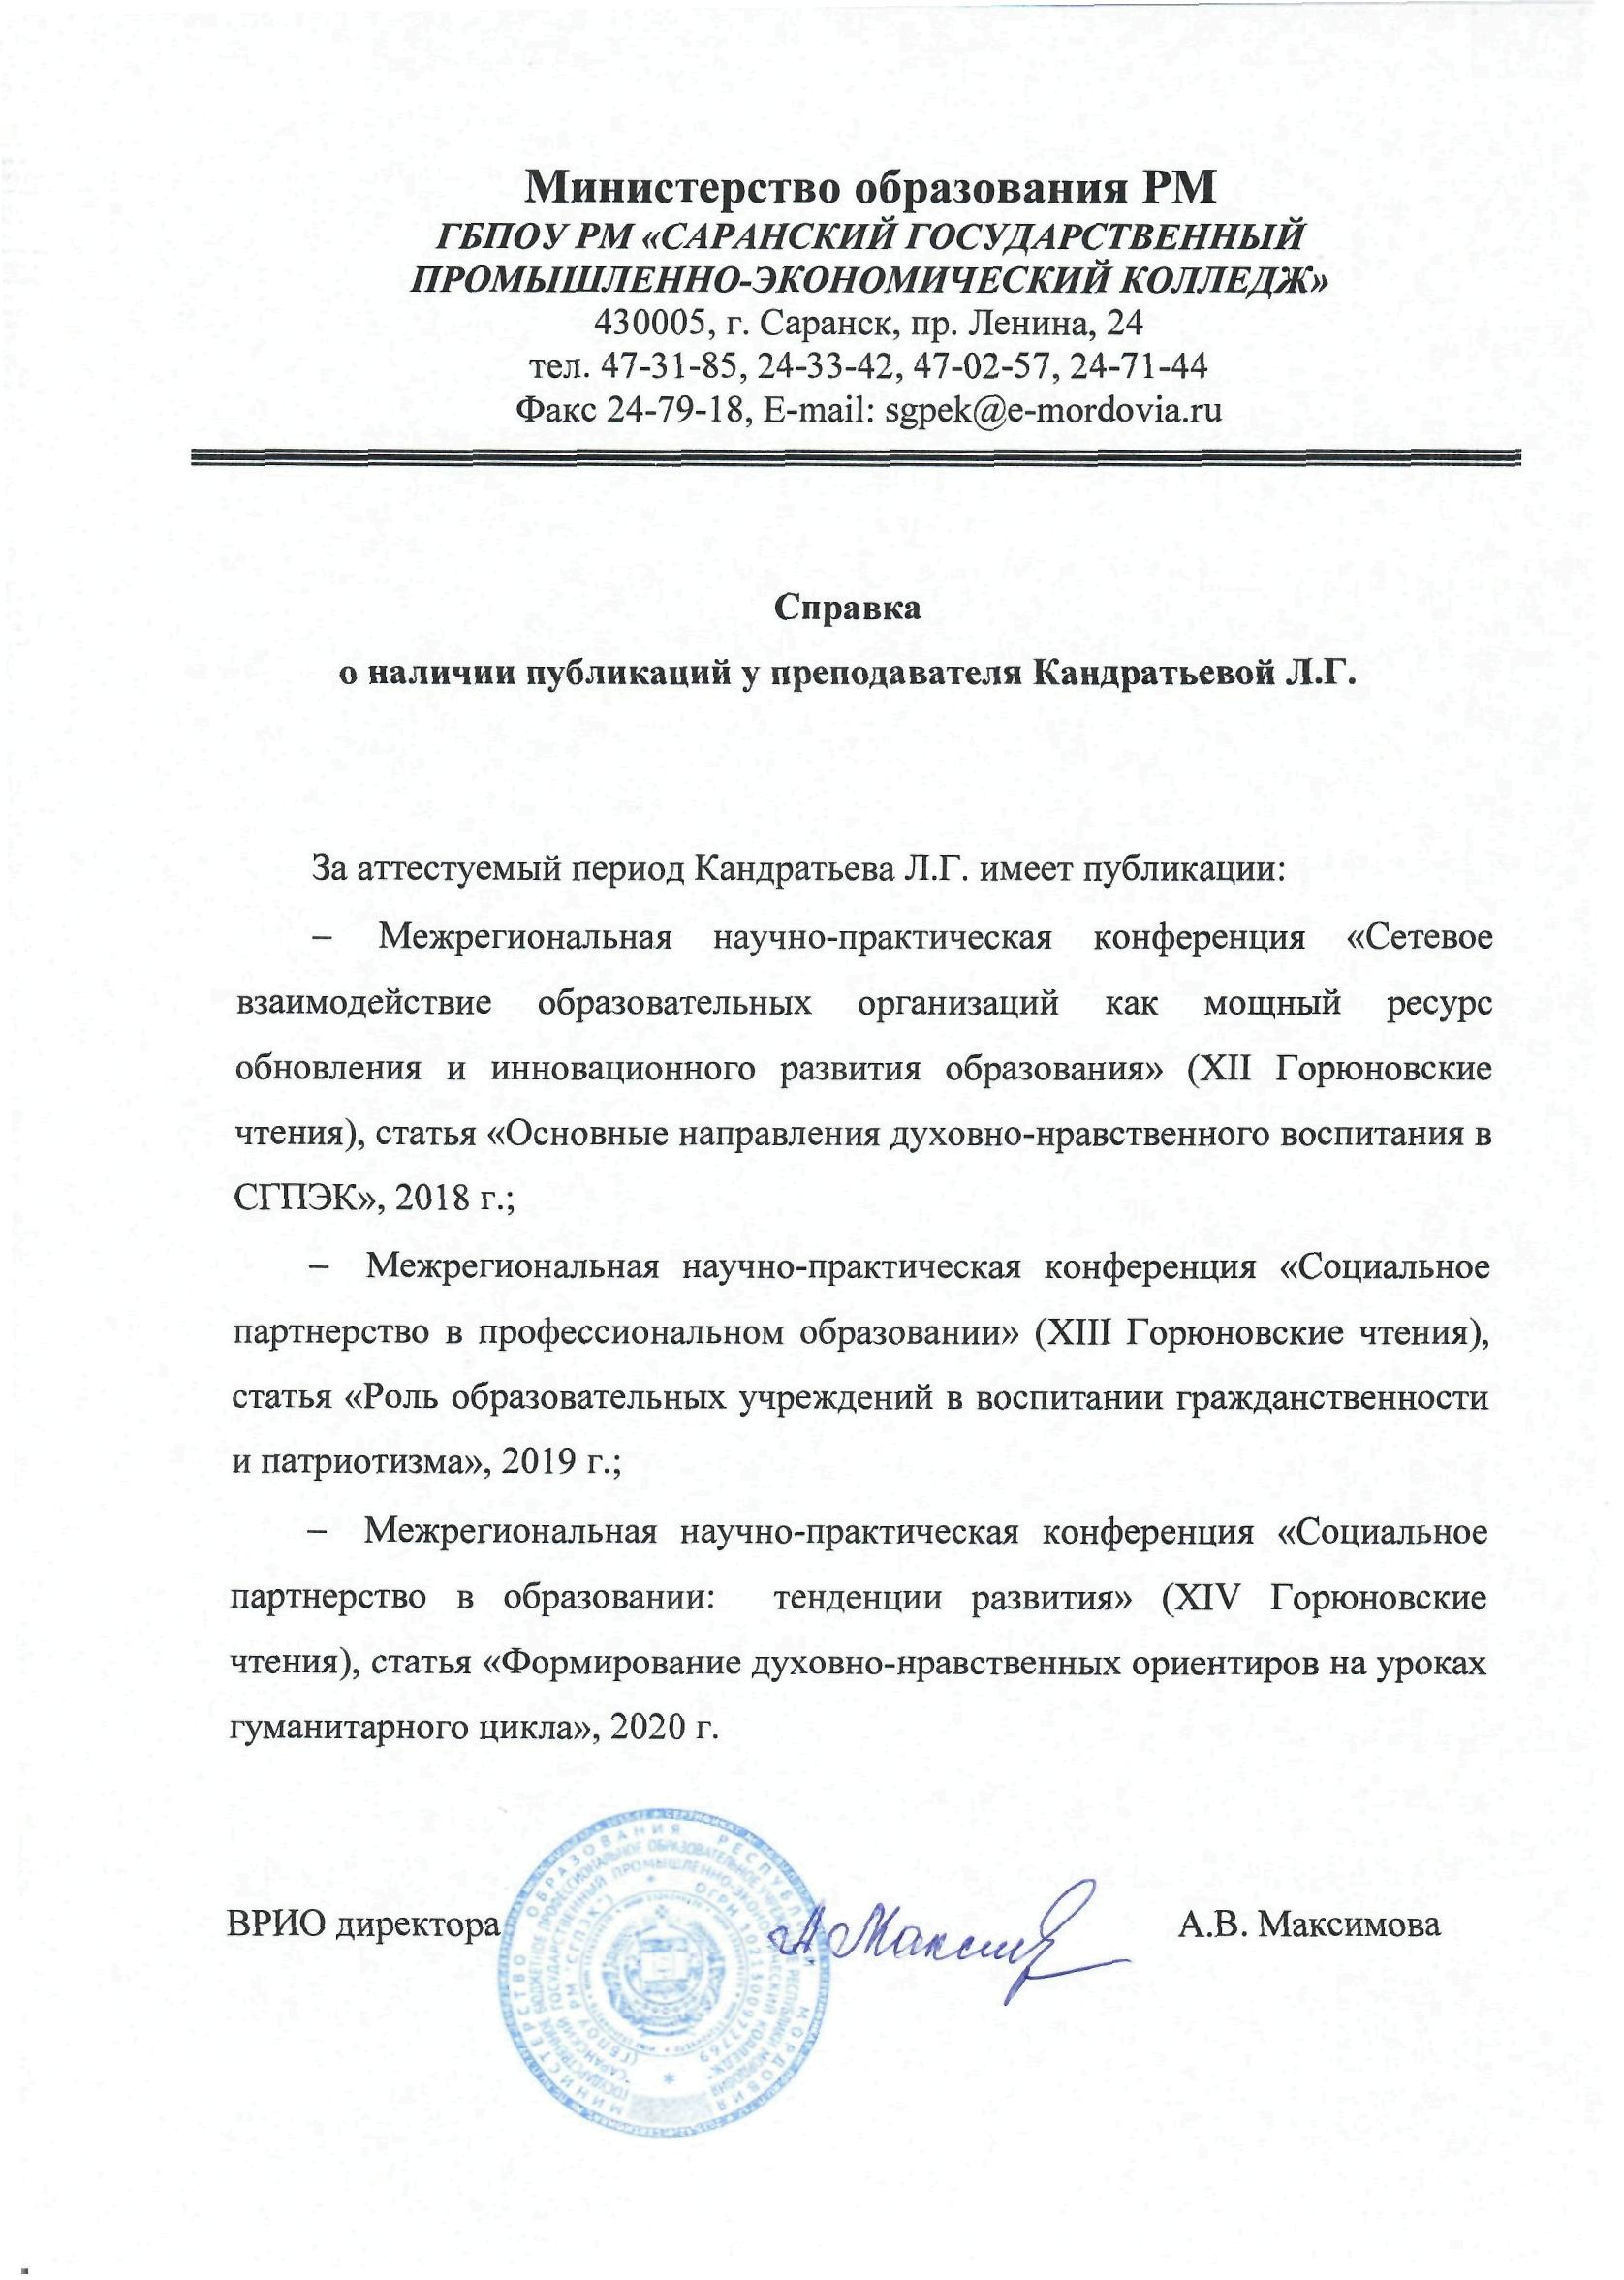 Министерство образования РМ
ГБПОУ РМ «САРАНСКИЙ ГОСУДАРСТВЕННЫЙ
ПРОМЫШЛЕННО-ЭКОНОМИЧЕСКИЙ КОЛЛЕДЖ»
430005, г. Саранск, пр. Ленина, 24
тел. 47-31-85, 24-33-42, 47-02-57, 24-71-44
Факс 24-79-18, E-mail: sgpek@e-mordovia.ru
Справка
о наличии публикаций у преподавателя Кандратьевой Л.Г.
За аттестуемый период Кандратьева Л.Г. имеет публикации:
– Межрегиональная научно-практическая конференция «Сетевое
взаимодействие образовательных организаций как мощный ресурс
обновления и инновационного развития образования» (XII Горюновские
чтения), статья «Основные направления духовно-нравственного воспитания в
СГПЭК», 2018 г.;
– Межрегиональная научно-практическая конференция «Социальное
партнерство в профессиональном образовании» (XIII Горюновские чтения),
статья «Роль образовательных учреждений в воспитании гражданственности
и патриотизма», 2019 г.;
– Межрегиональная научно-практическая конференция «Социальное
партнерство в образовании: тенденции развития» (XIV Горюновские
чтения), статья «Формирование духовно-нравственных ориентиров на уроках
гуманитарного цикла», 2020 г.
ВРИО директора
А.В. Максимова
МИНИСТЕРСТВО ОБРАЗОВАНИЯ РЕСПУБЛИКИ МОРДОВИЯ